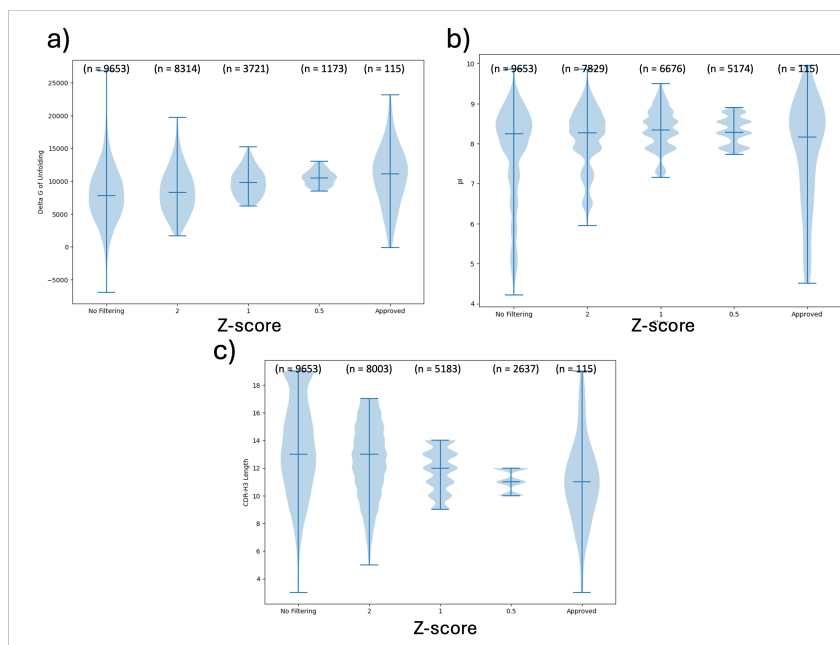 a)
(n = 9653) (n = 8314) (n = 3721) (n = 1173) (n = 115)
25000
20000
15000
10000
5000
0
−5000
Delta G of Unfolding
No Filtering 2 1 0.5 Approved
Z-score
b)
(n = 9653) (n = 7829) (n = 6676) (n = 5174) (n = 115)
10
9
8
7
6
5
4
pI
No Filtering 2 1 0.5 Approved
Z-score
c)
(n = 9653) (n = 8003) (n = 5183) (n = 2637) (n = 115)
18
16
14
12
10
8
6
4
CDR-H3 Length
No Filtering 2 1 0.5 Approved
Z-score